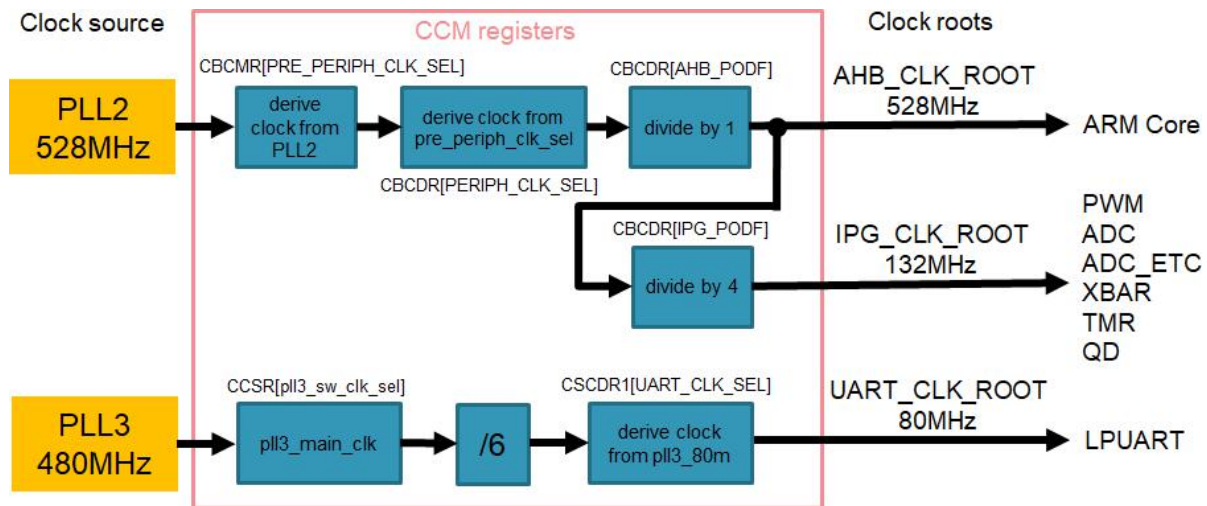 Clock source
CCM registers
Clock roots
CBCMR[PRE_PERIPH_CLK_SEL]
CBCDR[AHB_PODF]
AHB_CLK_ROOT
528MHz
PLL2
528MHz
derive
clock from
PLL2
derive clock from
pre_periph_clk_sel
divide by 1
ARM Core
CBCDR[PERIPH_CLK_SEL]
CBCDR[IPG_PODF]
IPG_CLK_ROOT
132MHz
divide by 4
PWM
ADC
ADC_ETC
XBAR
TMR
QD
CCSR[pll3_sw_clk_sel]
CSCDR1[UART_CLK_SEL]
UART_CLK_ROOT
80MHz
PLL3
480MHz
pll3_main_clk
/6
derive clock
from pll3_80m
LPUART